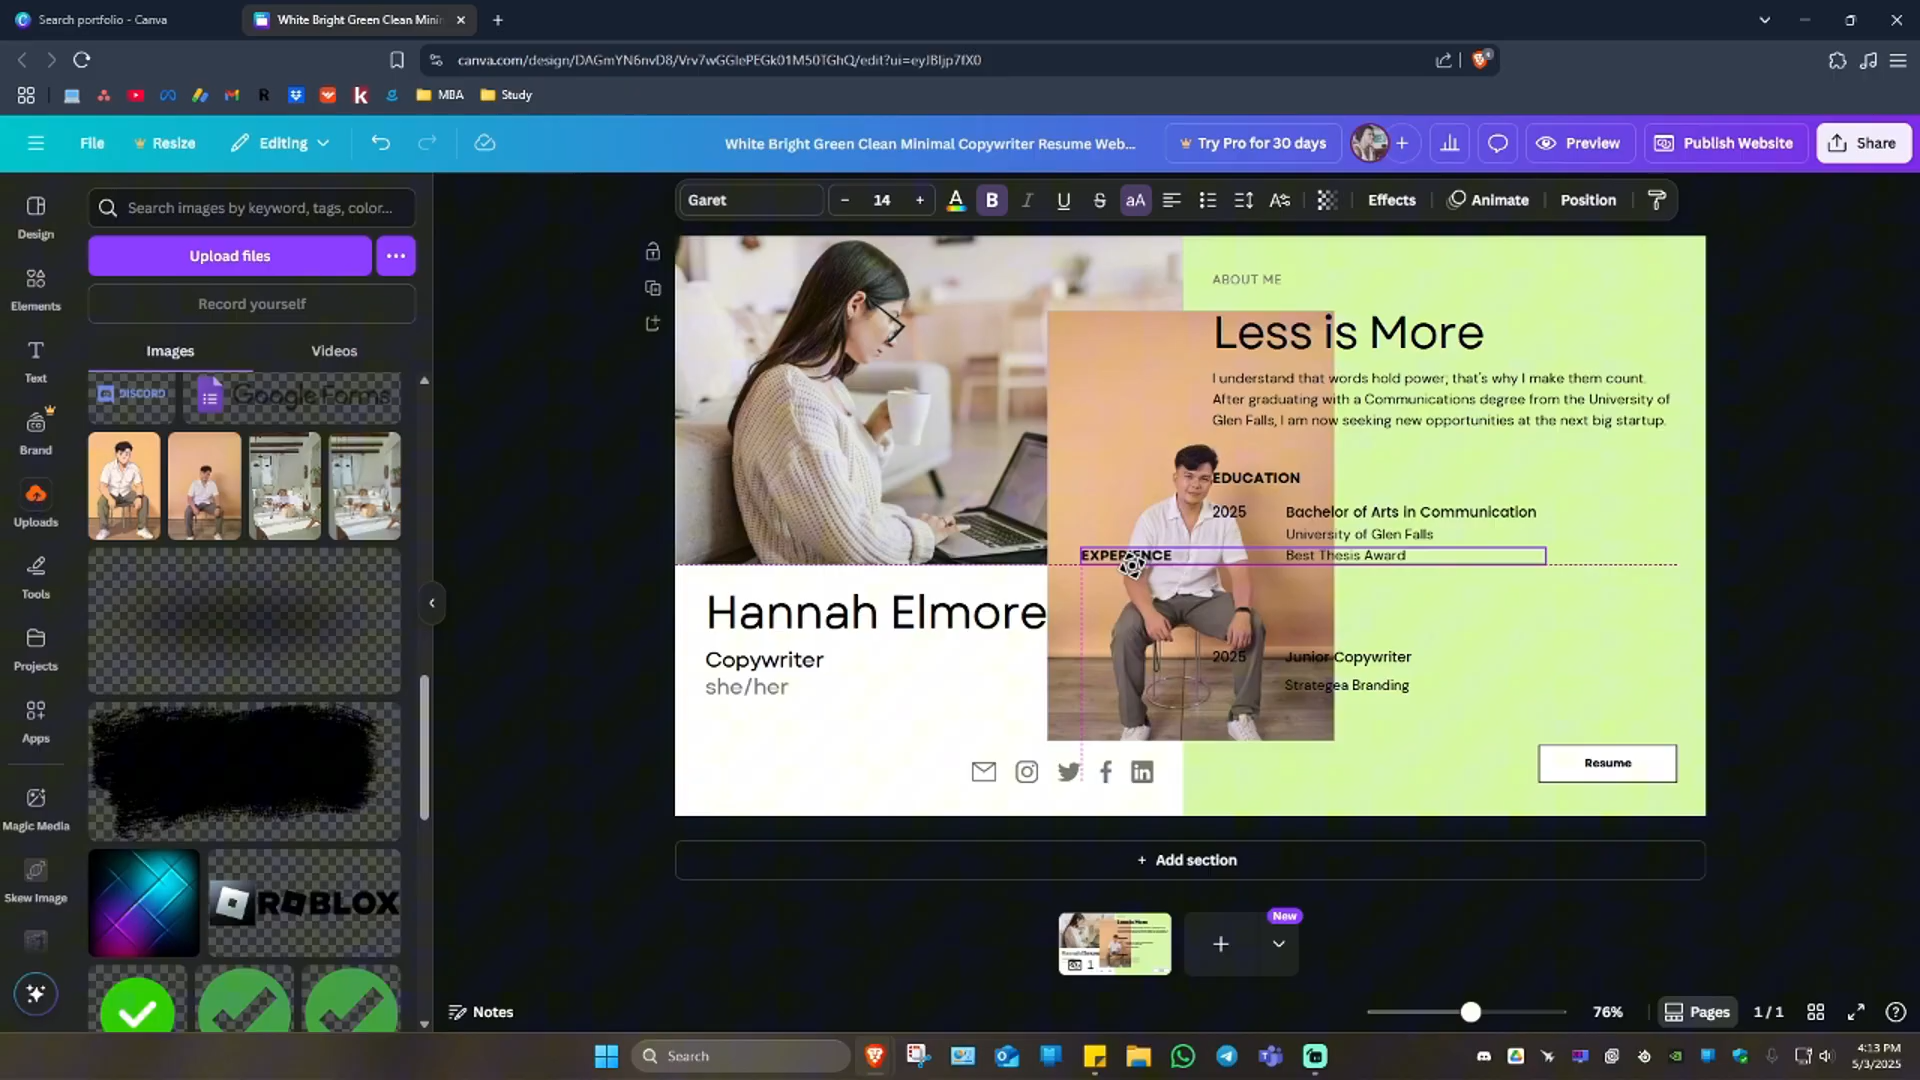 Search portfolio - Canva
White Bright Green Clean Mini
canva.com/design/DAGmYN6nvD8/Vrv7wGGlePEGk01M50TGhQ/edit?ui=eyJBIjp7fX0
MBA
Study
File
Resize
Editing
White Bright Green Clean Minimal Copywriter Resume Web...
Try Pro for 30 days
Preview
Publish Website
Share
Design
Elements
Text
Brand
Uploads
Tools
Projects
Apps
Magic Media
Skew Image
Search images by keyword, tags, color...
Upload files
Record yourself
Images
Videos
DISCORD
Google Forms
ROBLOX
Garet
14
Effects
Animate
Position
ABOUT ME
Less is More
I understand that words hold power; that's why I make them count.
After graduating with a Communications degree from the University of
Glen Falls, I am now seeking new opportunities at the next big startup.
EDUCATION
2025 Bachelor of Arts in Communication
University of Glen Falls
EXPERIENCE Best Thesis Award
Hannah Elmore
Copywriter
she/her
2025 Junior Copywriter
Strategea Branding
Resume
+ Add section
1
New
Notes
76%
Pages
1 / 1
Search
4:13 PM
5/3/2025